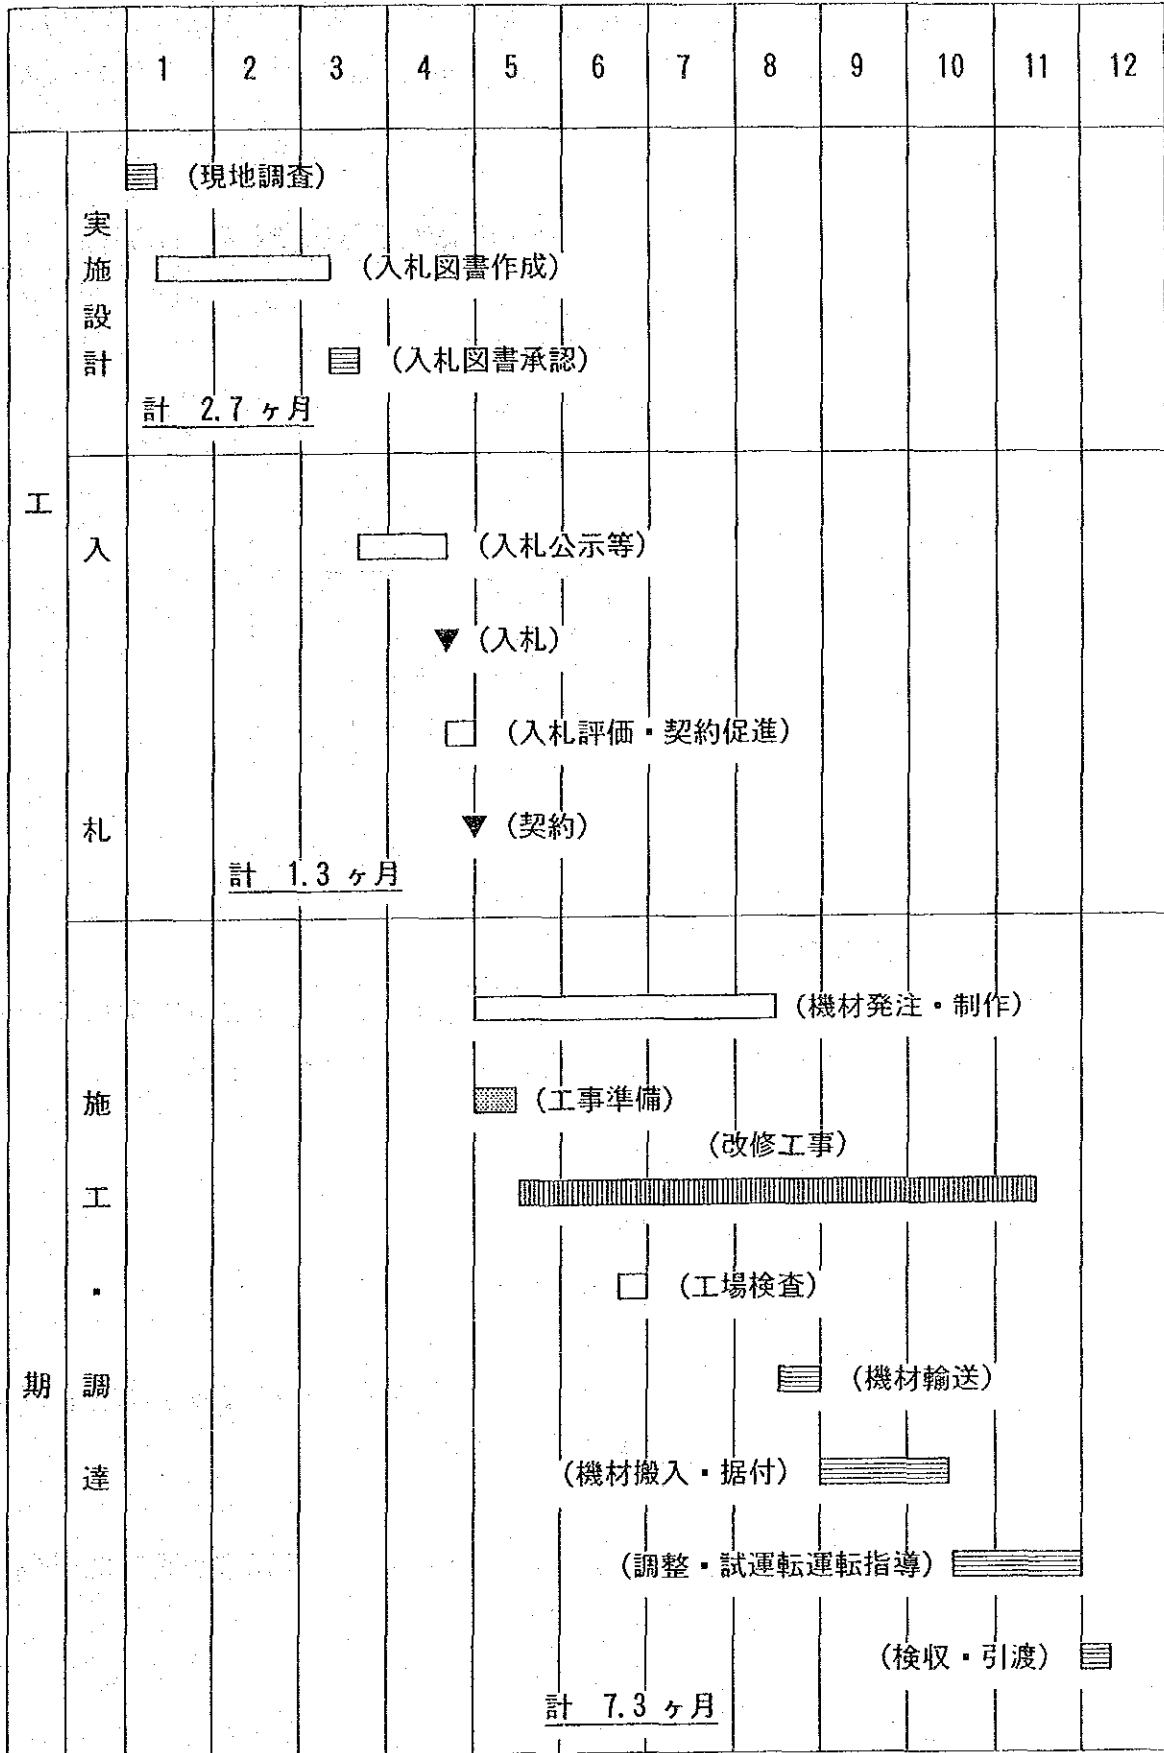 1 2 3 4 5 6 7 8 9 10 11 12
工期
実施設計
(現地調査)
(入札図書作成)
(入札図書承認)
計 2.7 ヶ月
入札
(入札公示等)
▼ (入札)
(入札評価・契約促進)
▼ (契約)
計 1.3 ヶ月
施工・調達
(機材発注・制作)
(工事準備)
(改修工事)
(工場検査)
(機材輸送)
(機材搬入・据付)
(調整・試運転運転指導)
(検収・引渡)
計 7.3 ヶ月